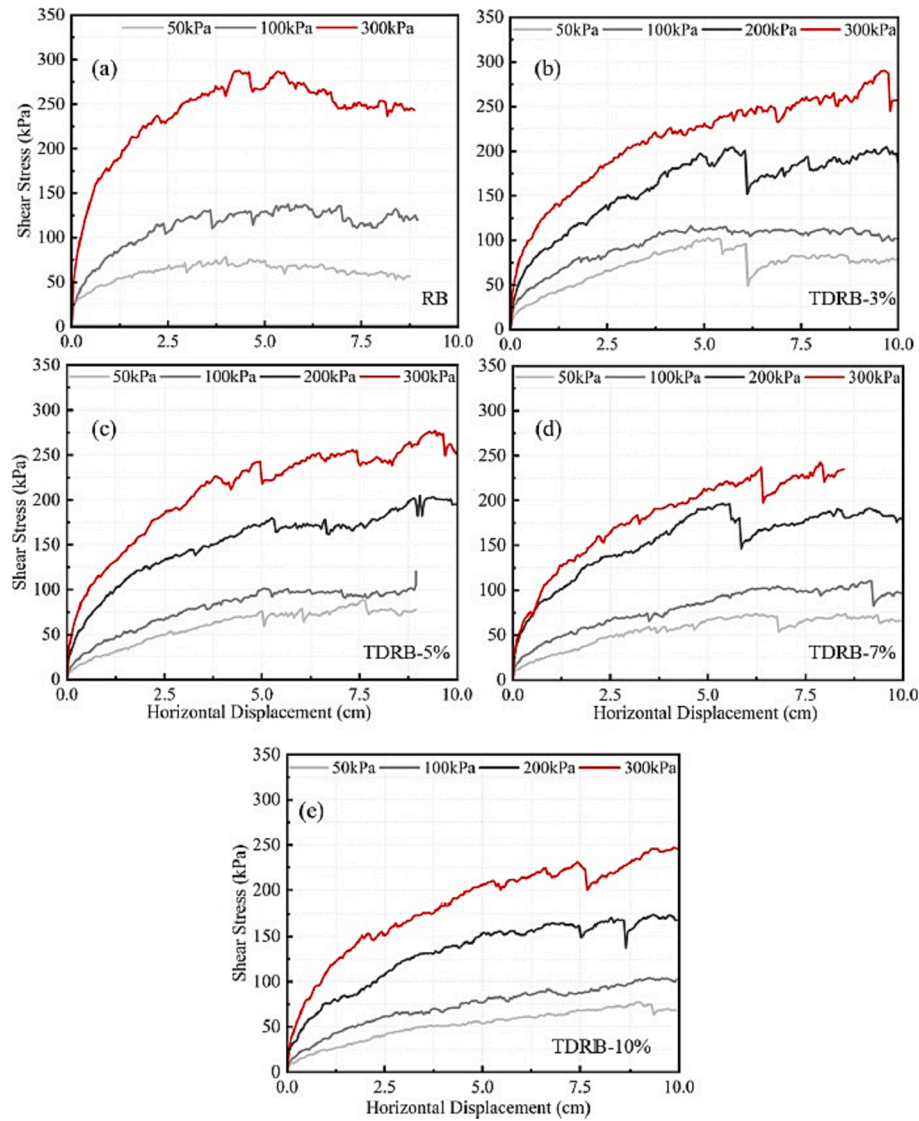 50kPa 100kPa 300kPa
(a)
350
300
250
200
150
100
50
0
Shear Stress (kPa)
0.0 2.5 5.0 7.5 10.0
RB
50kPa 100kPa 200kPa 300kPa
(b)
350
300
250
200
150
100
50
0
0.0 2.5 5.0 7.5 10.0
TDRB-3%
50kPa 100kPa 200kPa 300kPa
(c)
350
300
250
200
150
100
50
0
Shear Stress (kPa)
0.0 2.5 5.0 7.5 10.0
Horizontal Displacement (cm)
TDRB-5%
50kPa 100kPa 200kPa 300kPa
(d)
350
300
250
200
150
100
50
0
0.0 2.5 5.0 7.5 10.0
Horizontal Displacement (cm)
TDRB-7%
50kPa 100kPa 200kPa 300kPa
(e)
350
300
250
200
150
100
50
0
Shear Stress (kPa)
0.0 2.5 5.0 7.5 10.0
Horizontal Displacement (cm)
TDRB-10%